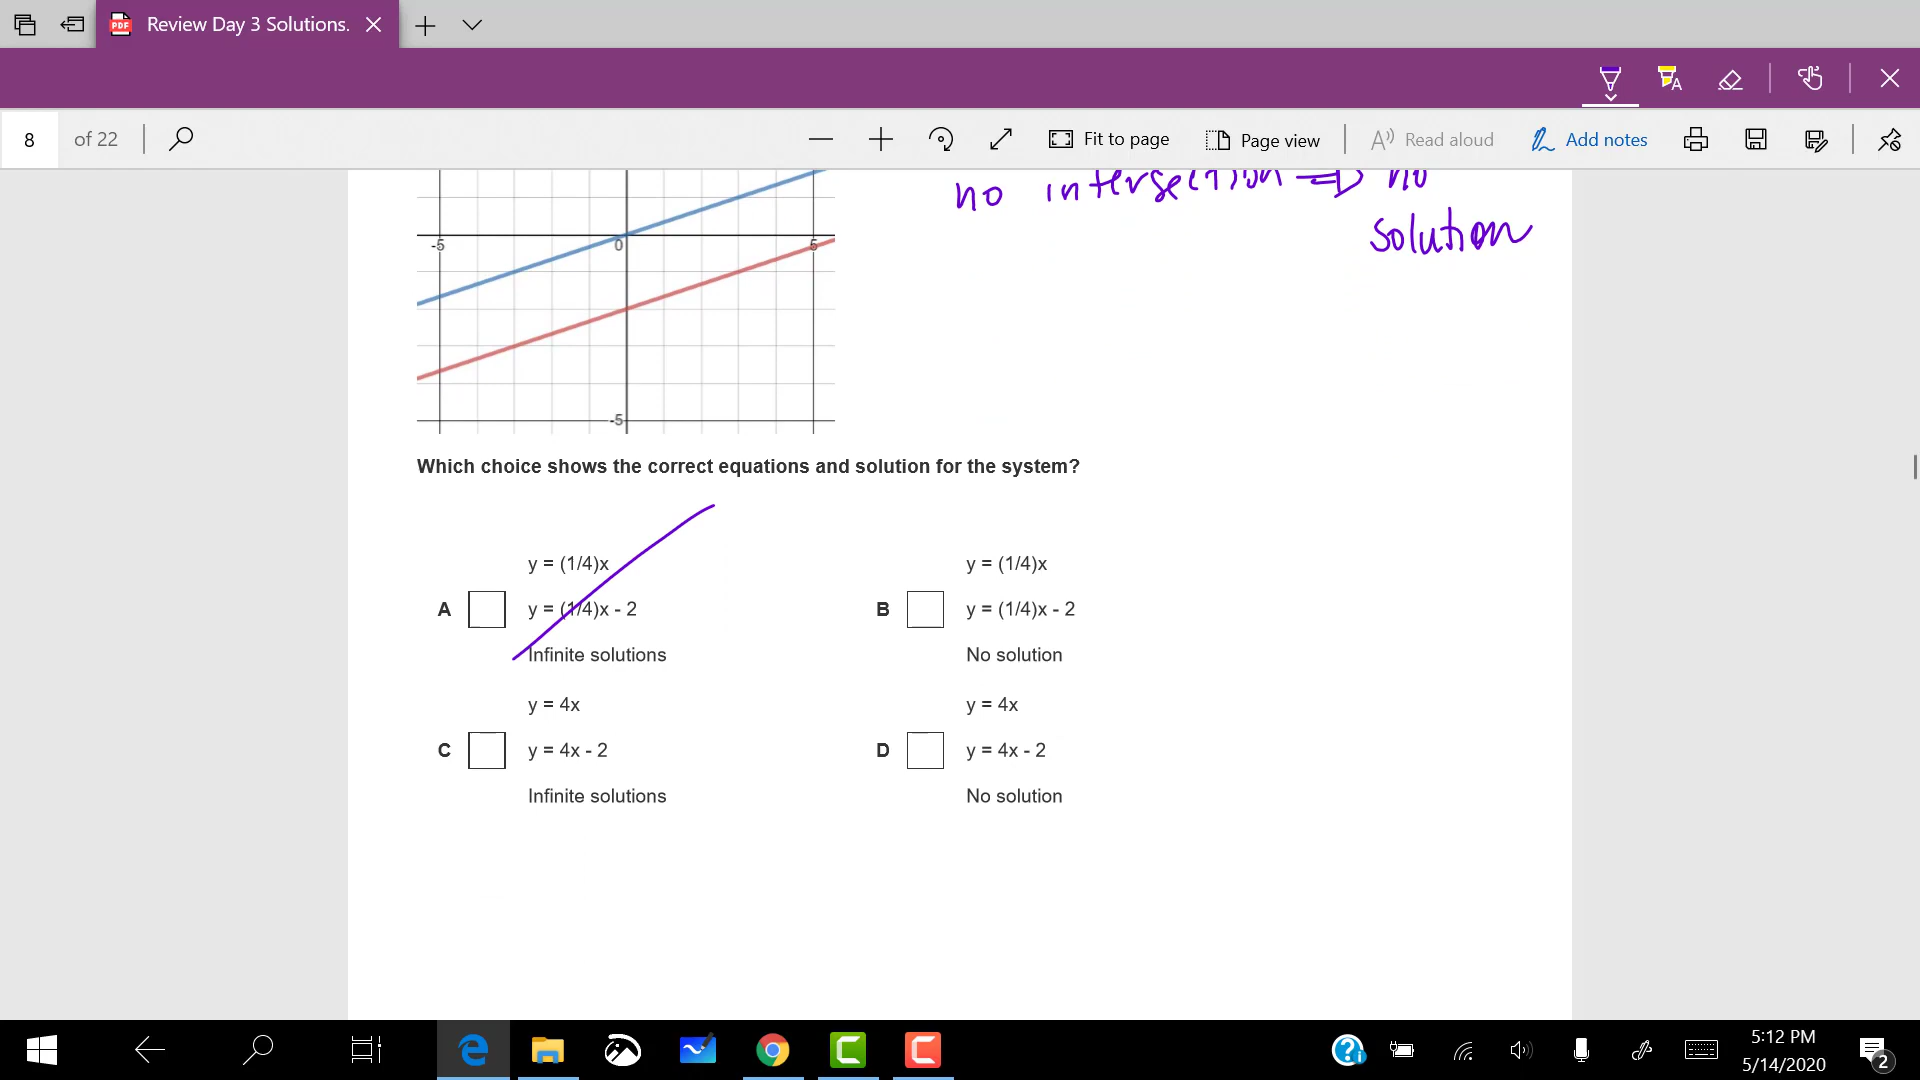 Review Day 3 Solutions.
8 of 22
Fit to page
Page view
Read aloud
Add notes
no intersection => no
solution
-5 0 5
-5
Which choice shows the correct equations and solution for the system?
y = (1/4)x
A y = (1/4)x - 2
Infinite solutions
y = (1/4)x
B y = (1/4)x - 2
No solution
y = 4x
C y = 4x - 2
Infinite solutions
y = 4x
D y = 4x - 2
No solution
5:12 PM
5/14/2020
2